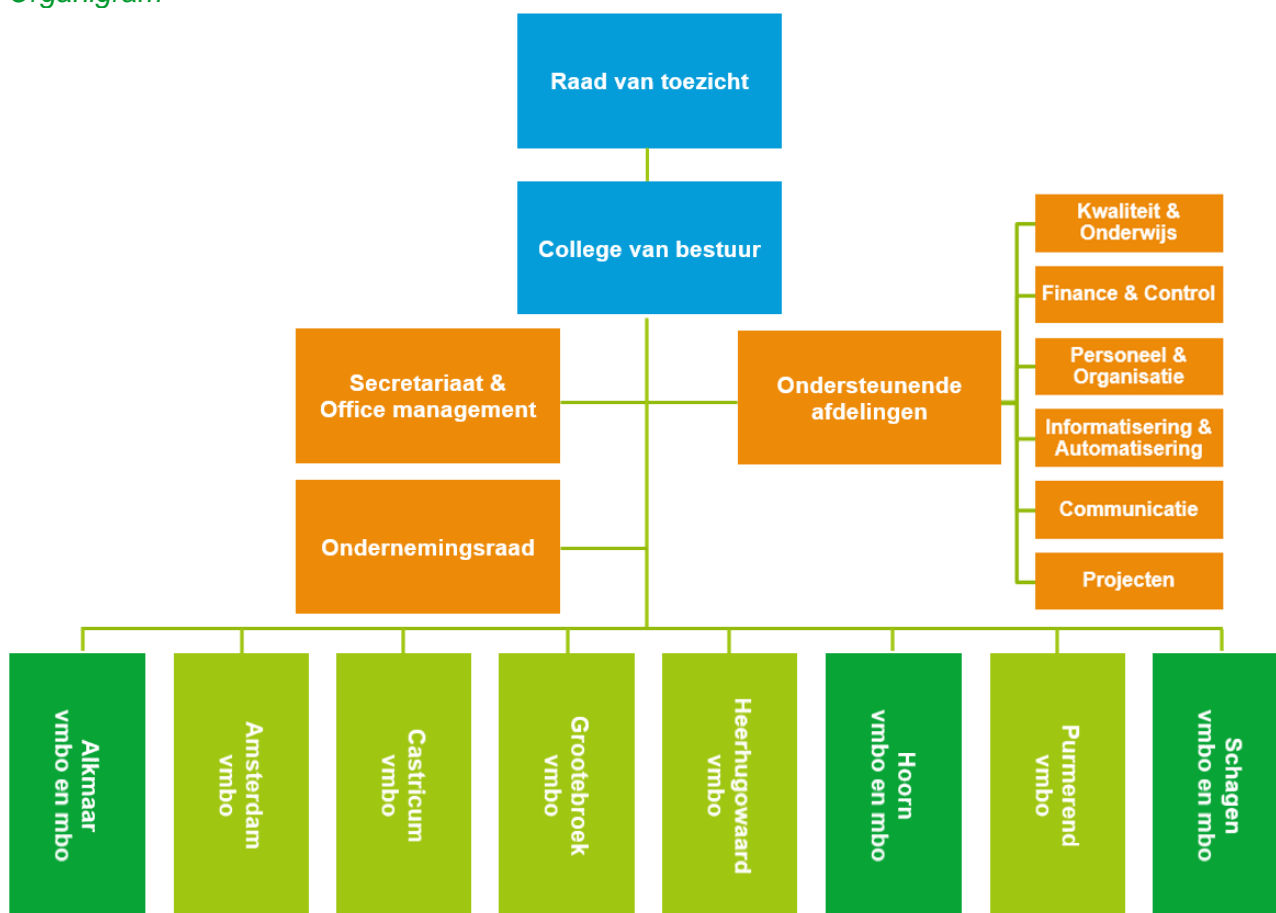 Organigram
Raad van toezicht
College van bestuur
Secretariaat &
Office management
Ondernemingsraad
Ondersteunende
afdelingen
Kwaliteit &
Onderwijs
Finance & Control
Personeel &
Organisatie
Informatisering &
Automatisering
Communicatie
Projecten
Alkmaar
vmbo en mbo
Amsterdam
vmbo
Castricum
vmbo
Grootebroek
vmbo
Heerhugowaard
vmbo
Hoorn
vmbo en mbo
Purmerend
vmbo
Schagen
vmbo en mbo